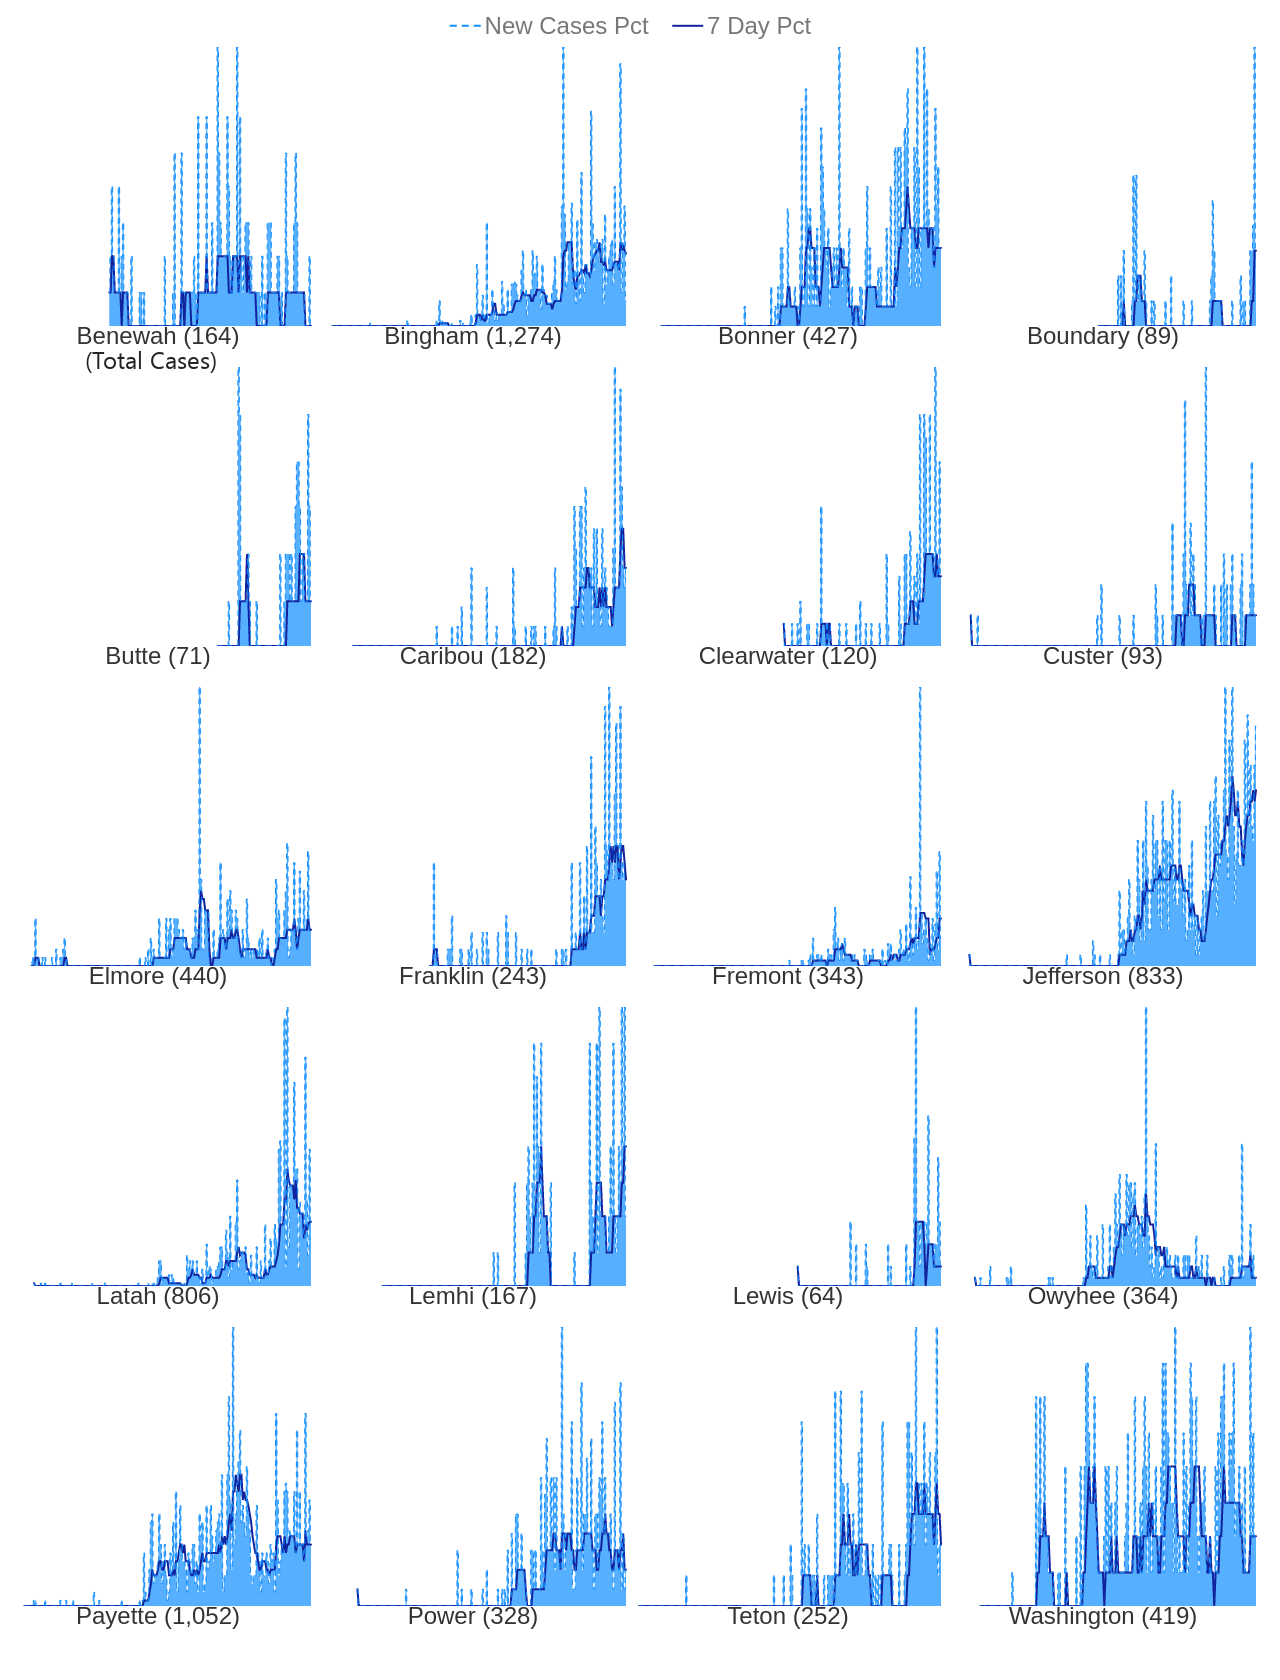 New Cases Pct 7 Day Pct
Benewah (164) Bingham (1,274) Bonner (427) Boundary (89)
(Total Cases)
Butte (71) Caribou (182) Clearwater (120) Custer (93)
Elmore (440) Franklin (243) Fremont (343) Jefferson (833)
Latah (806) Lemhi (167) Lewis (64) Owyhee (364)
Payette (1,052) Power (328) Teton (252) Washington (419)